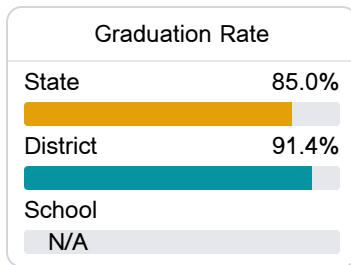 Graduation Rate
State 85.0%
District 91.4%
School
N/A